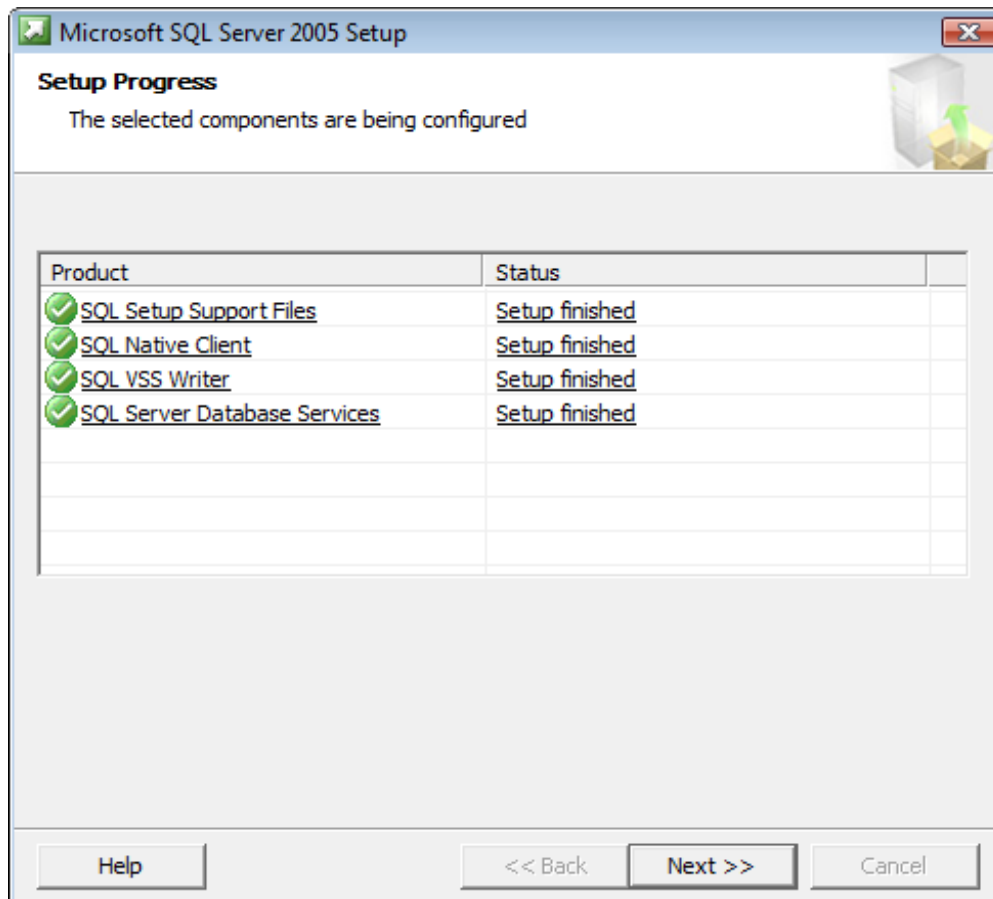 Microsoft SQL Server 2005 Setup
Setup Progress
The selected components are being configured
Product Status
SQL Setup Support Files Setup finished
SQL Native Client Setup finished
SQL VSS Writer Setup finished
SQL Server Database Services Setup finished
Help << Back Next >> Cancel